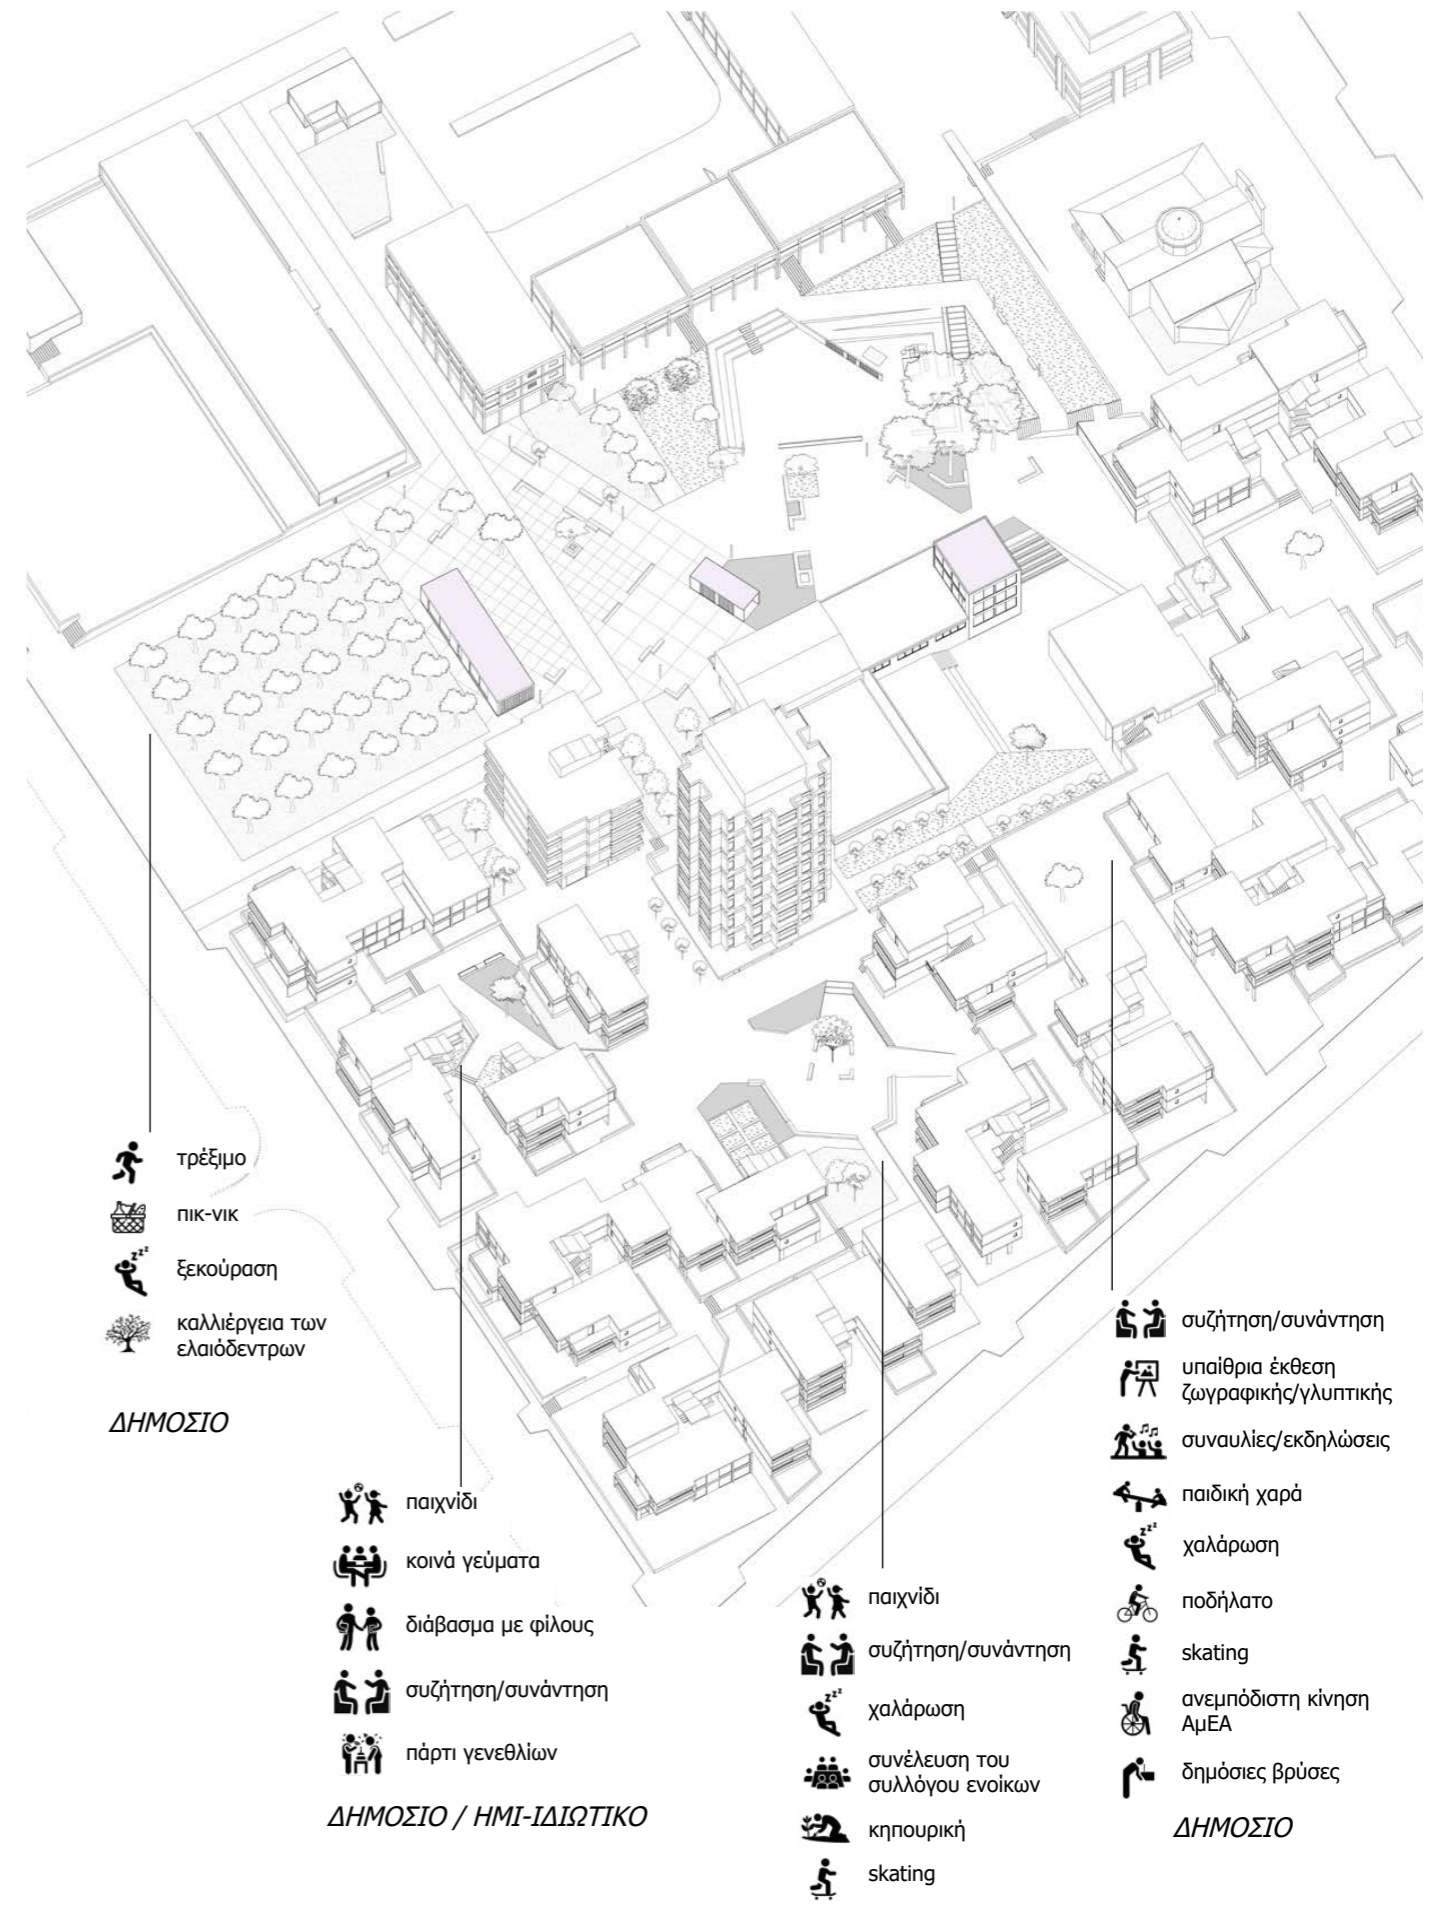 τρέξιμο
πικ-νικ
ξεκούραση
καλλιέργεια των
ελαιόδεντρων
ΔΗΜΟΣΙΟ
παιχνίδι
κοινά γεύματα
διάβασμα με φίλους
συζήτηση/συνάντηση
πάρτι γενεθλίων
ΔΗΜΟΣΙΟ / ΗΜΙ-ΙΔΙΩΤΙΚΟ
παιχνίδι
συζήτηση/συνάντηση
χαλάρωση
συνέλευση του
συλλόγου ενοίκων
κηπουρική
skating
συζήτηση/συνάντηση
υπαίθρια έκθεση
ζωγραφικής/γλυπτικής
συναυλίες/εκδηλώσεις
παιδική χαρά
χαλάρωση
ποδήλατο
skating
ανεμπόδιστη κίνηση
ΑμΕΑ
δημόσιες βρύσες
ΔΗΜΟΣΙΟ